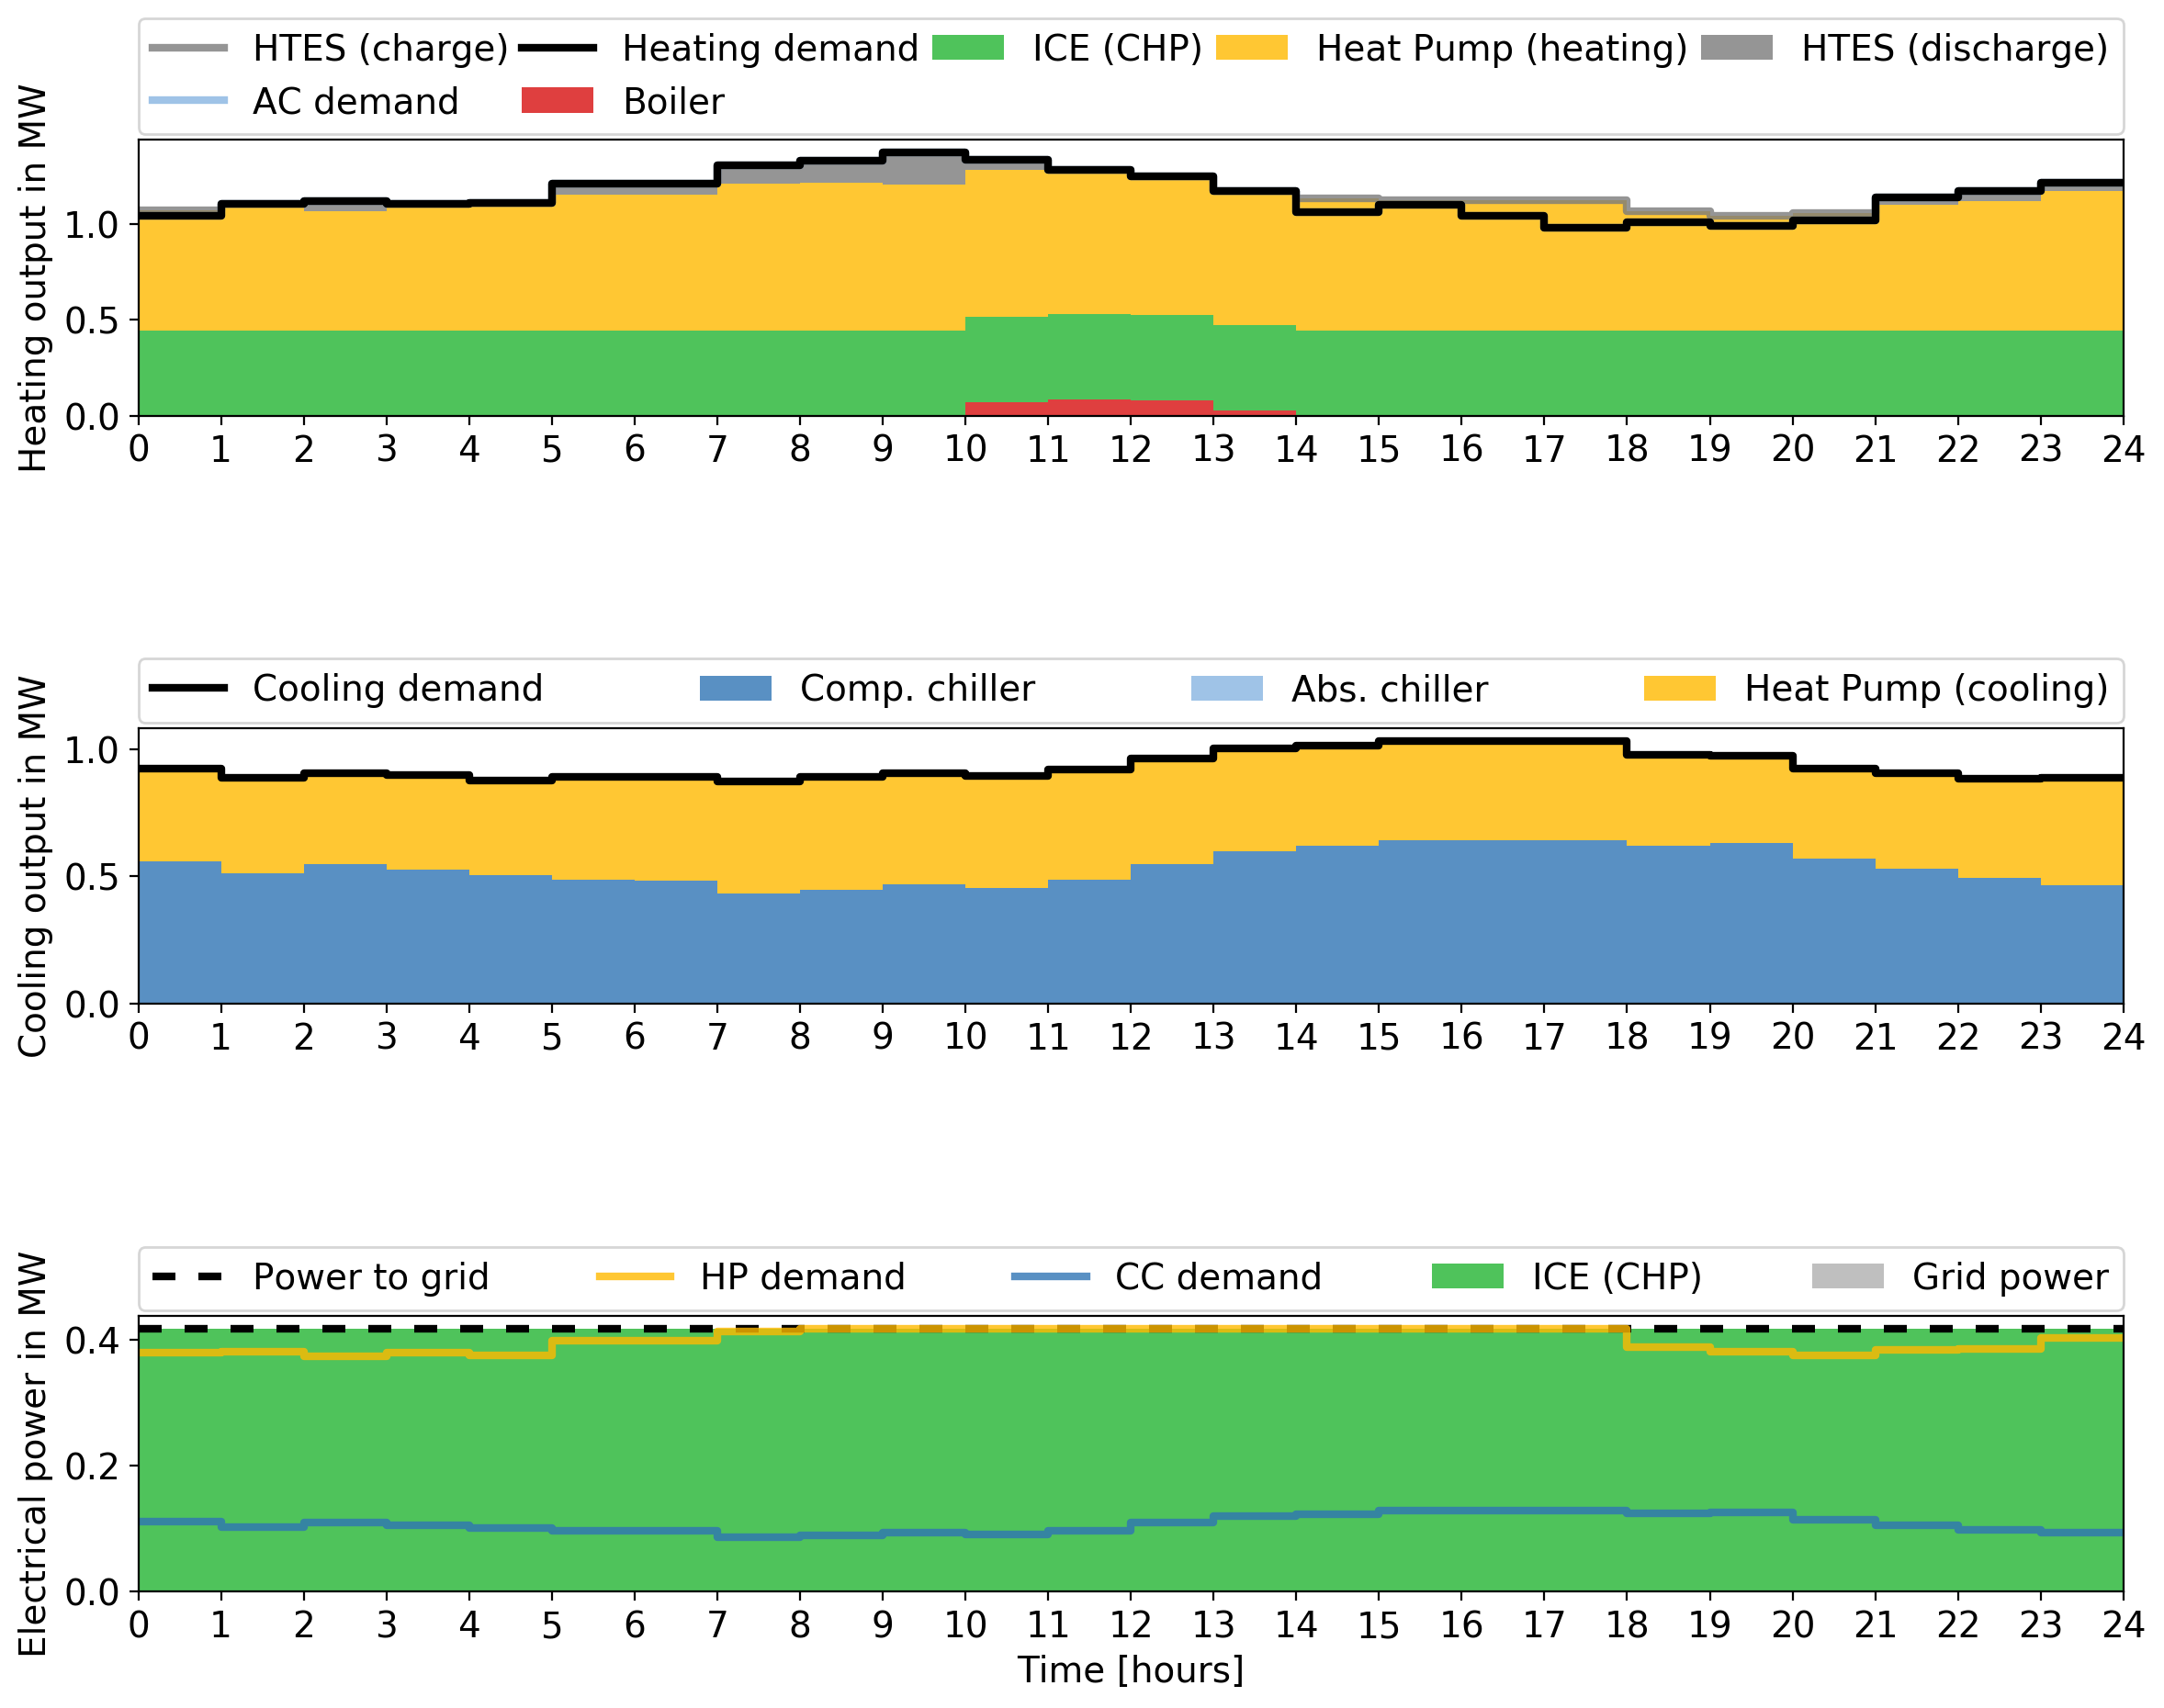 HTES (charge) Heating demand ICE (CHP) Heat Pump (heating) HTES (discharge)
AC demand Boiler
Heating output in MW
1.0
0.5
0.0
0 1 2 3 4 5 6 7 8 9 10 11 12 13 14 15 16 17 18 19 20 21 22 23 24
Cooling demand Comp. chiller Abs. chiller Heat Pump (cooling)
Cooling output in MW
1.0
0.5
0.0
0 1 2 3 4 5 6 7 8 9 10 11 12 13 14 15 16 17 18 19 20 21 22 23 24
Power to grid HP demand CC demand ICE (CHP) Grid power
Electrical power in MW
0.4
0.2
0.0
0 1 2 3 4 5 6 7 8 9 10 11 12 13 14 15 16 17 18 19 20 21 22 23 24
Time [hours]